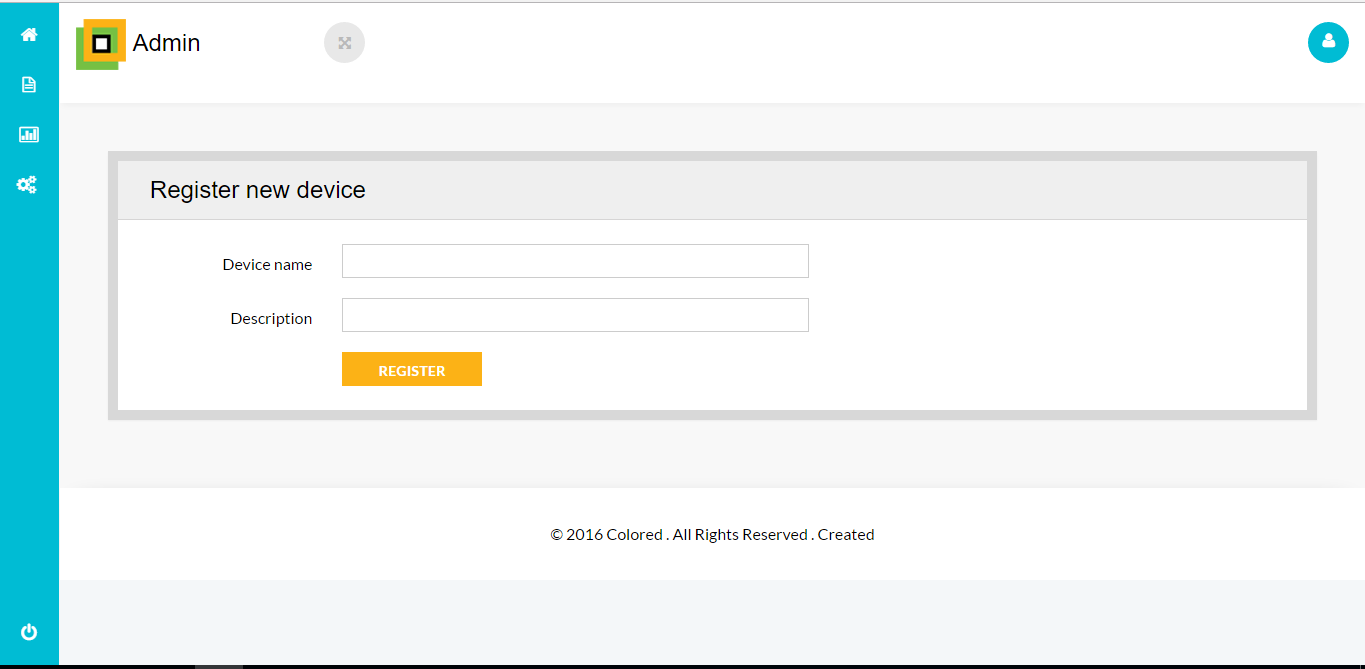 Admin
Register new device
Device name
Description
REGISTER
© 2016 Colored . All Rights Reserved . Created